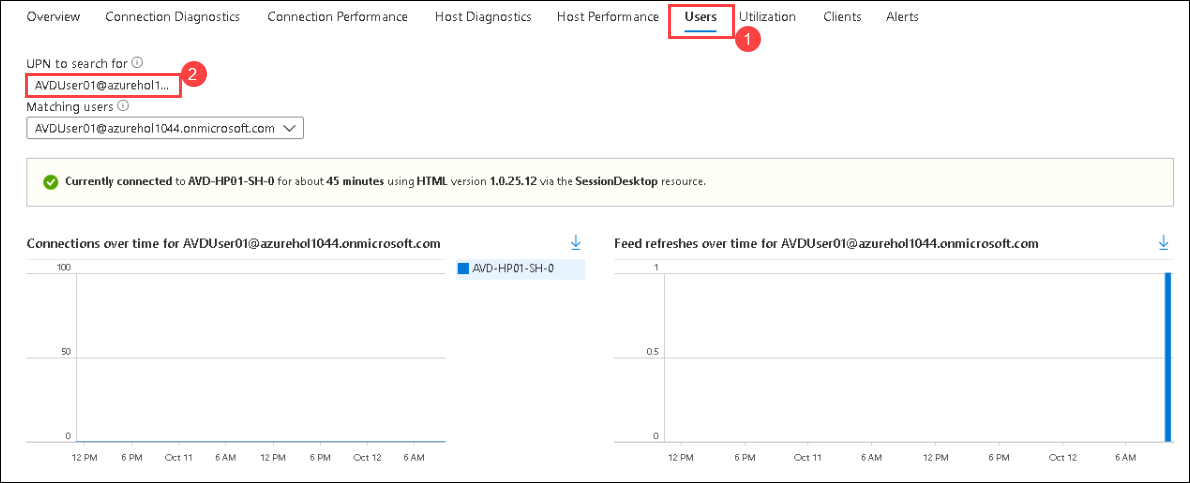 Overview Connection Diagnostics Connection Performance Host Diagnostics Host Performance Users Utilization Clients Alerts
1
UPN to search for
2
AVDUser01@azurehol1...
Matching users
AVDUser01@azurehol1044.onmicrosoft.com
Currently connected to AVD-HP01-SH-0 for about 45 minutes using HTML version 1.0.25.12 via the SessionDesktop resource.
Connections over time for AVDUser01@azurehol1044.onmicrosoft.com
100
50
0
12 PM 6 PM Oct 11 6 AM 12 PM 6 PM Oct 12 6 AM
AVD-HP01-SH-0
Feed refreshes over time for AVDUser01@azurehol1044.onmicrosoft.com
1
0.5
0
12 PM 6 PM Oct 11 6 AM 12 PM 6 PM Oct 12 6 AM